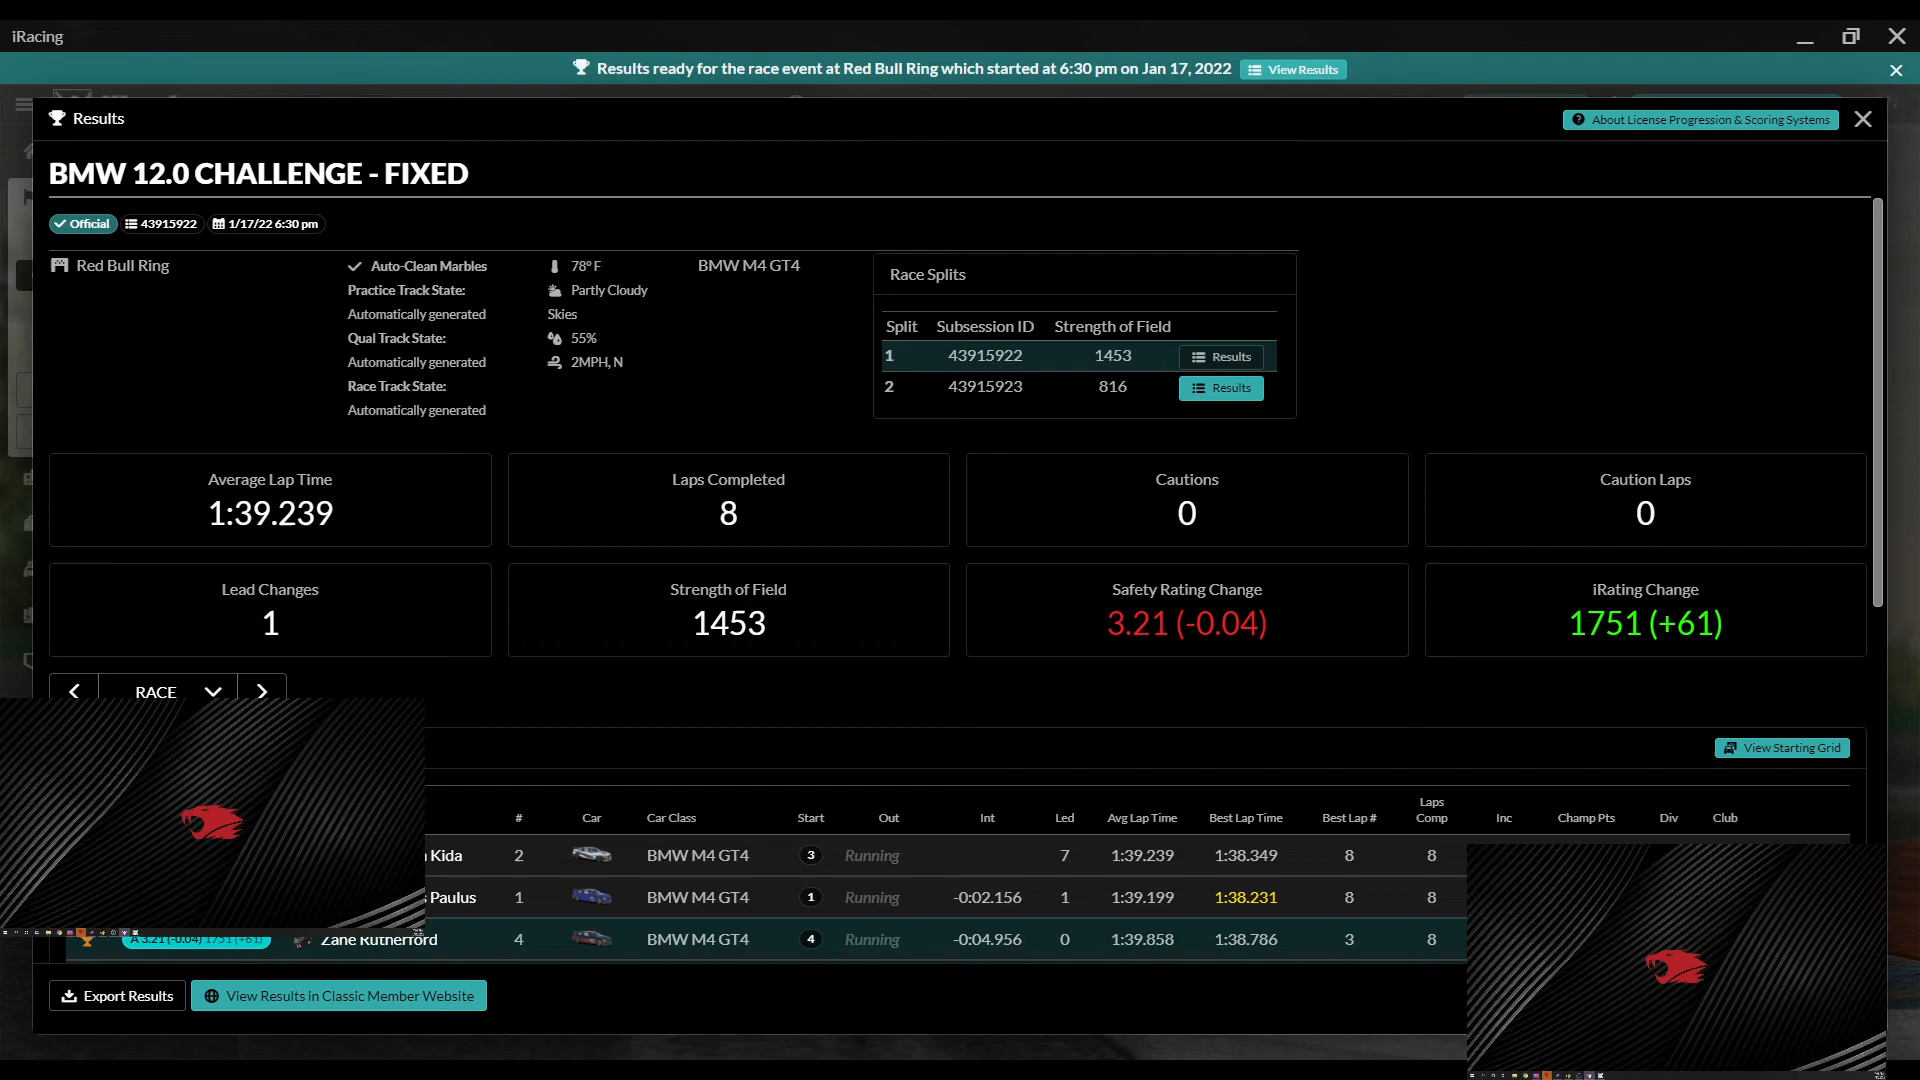 iRacing
Results ready for the race event at Red Bull Ring which started at 6:30 pm on Jan 17, 2022 View Results
Results
About License Progression & Scoring Systems
BMW 12.0 CHALLENGE - FIXED
Official 43915922 1/17/22 6:30 pm
Red Bull Ring
Auto-Clean Marbles
Practice Track State:
Automatically generated
Qual Track State:
Automatically generated
Race Track State:
Automatically generated
78° F
Partly Cloudy
Skies
55%
2MPH, N
BMW M4 GT4
Race Splits
Split Subsession ID Strength of Field
1 43915922 1453 Results
2 43915923 816 Results
Average Lap Time
1:39.239
Laps Completed
8
Cautions
0
Caution Laps
0
Lead Changes
1
Strength of Field
1453
Safety Rating Change
3.21 (-0.04)
iRating Change
1751 (+61)
RACE
View Starting Grid
# Car Car Class Start Out Int Led Avg Lap Time Best Lap Time Best Lap # Laps Comp Inc Champ Pts Div Club
Kida 2 BMW M4 GT4 3 Running 7 1:39.239 1:38.349 8 8
Paulus 1 BMW M4 GT4 1 Running -0:02.156 1 1:39.199 1:38.231 8 8
A 3.21 (-0.04) 1751 (+61) Zane Rutherford 4 BMW M4 GT4 4 Running -0:04.956 0 1:39.858 1:38.786 3 8
Export Results View Results in Classic Member Website